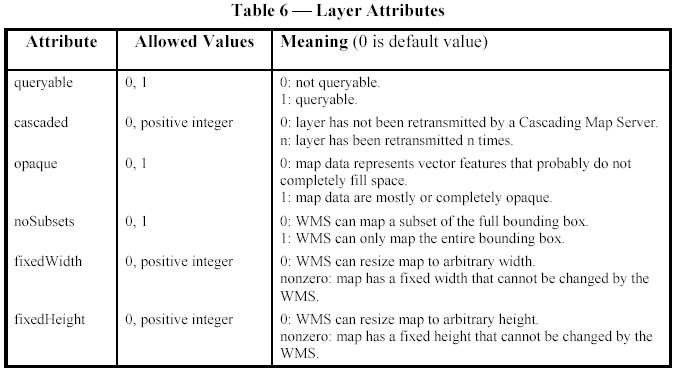 Table 6 — Layer Attributes
Attribute Allowed Values Meaning (0 is default value)
queryable 0, 1 0: not queryable.
1: queryable.
cascaded 0, positive integer 0: layer has not been retransmitted by a Cascading Map Server.
n: layer has been retransmitted n times.
opaque 0, 1 0: map data represents vector features that probably do not
completely fill space.
1: map data are mostly or completely opaque.
noSubsets 0, 1 0: WMS can map a subset of the full bounding box.
1: WMS can only map the entire bounding box.
fixedWidth 0, positive integer 0: WMS can resize map to arbitrary width.
nonzero: map has a fixed width that cannot be changed by the
WMS.
fixedHeight 0, positive integer 0: WMS can resize map to arbitrary height.
nonzero: map has a fixed height that cannot be changed by the
WMS.